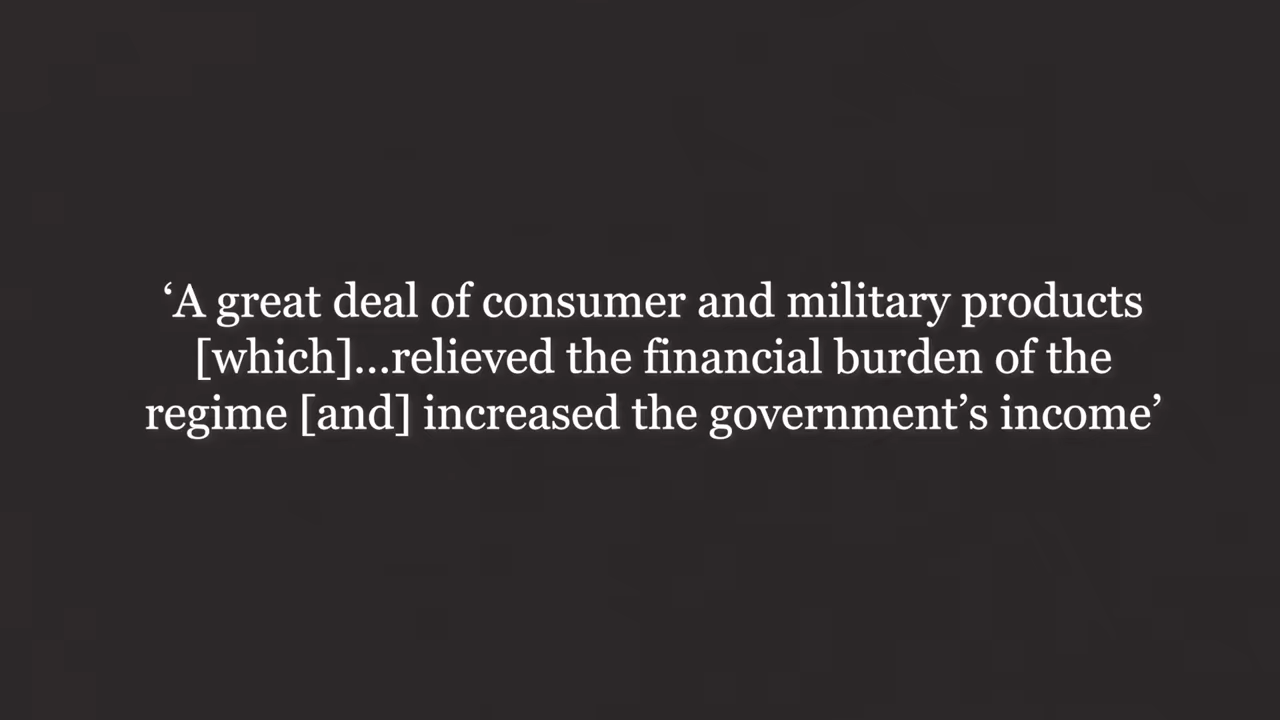 ‘A great deal of consumer and military products
[which]...relieved the financial burden of the
regime [and] increased the government’s income’